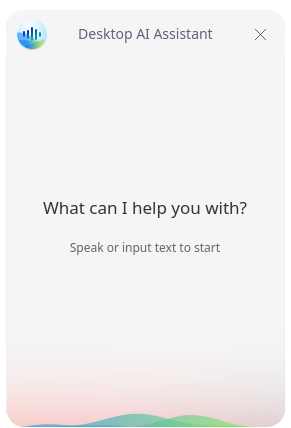 Desktop AI Assistant
What can I help you with?
Speak or input text to start